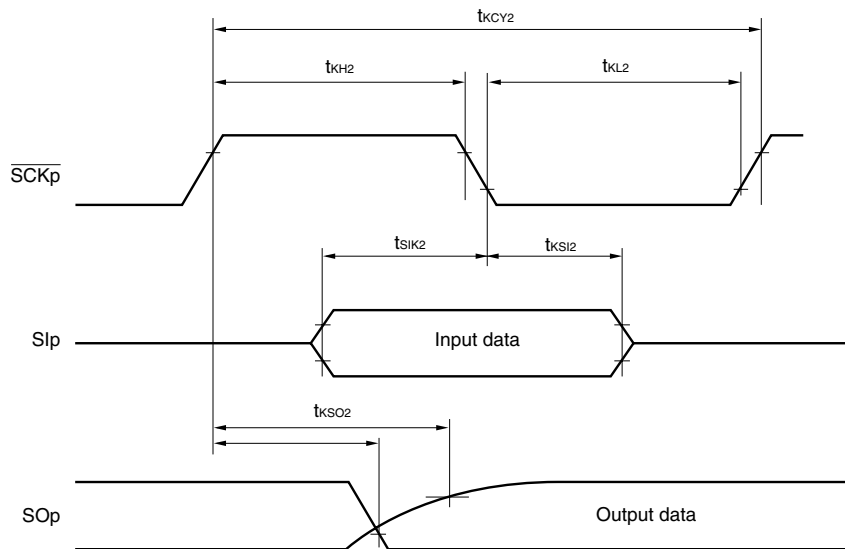 tKCY2
tKH2
tKL2
SCKp
tSIK2
tKSI2
SIp
Input data
tKSO2
SOp
Output data